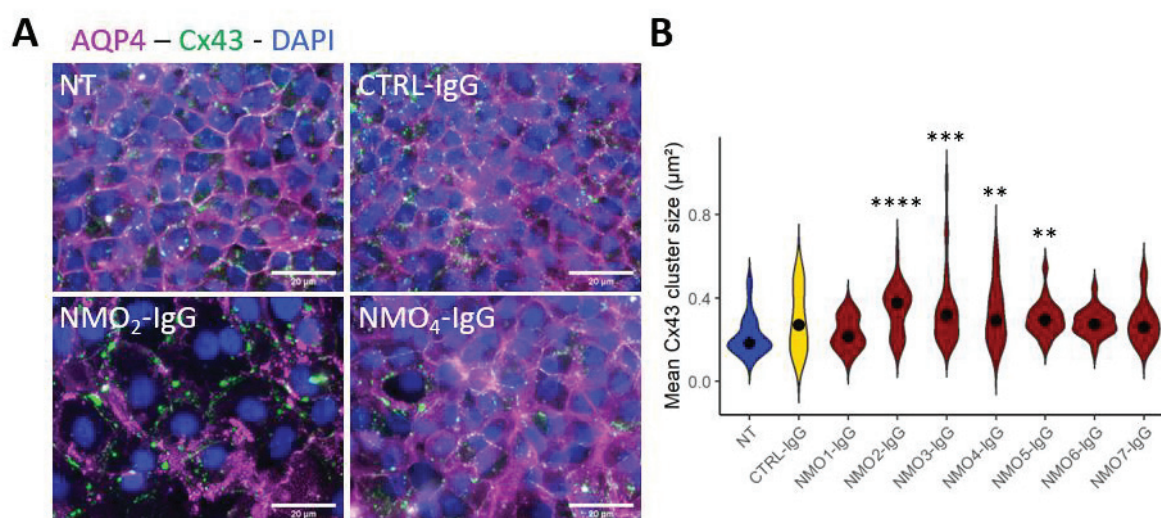 A
AQP4 – Cx43 - DAPI
NT
20 µm
CTRL-IgG
20 µm
NMO₂-IgG
20 µm
NMO₄-IgG
20 µm
B
Mean Cx43 cluster size (µm²)
0.8
0.4
0.0
****
***
**
**
NT
CTRL-IgG
NMO1-IgG
NMO2-IgG
NMO3-IgG
NMO4-IgG
NMO5-IgG
NMO6-IgG
NMO7-IgG